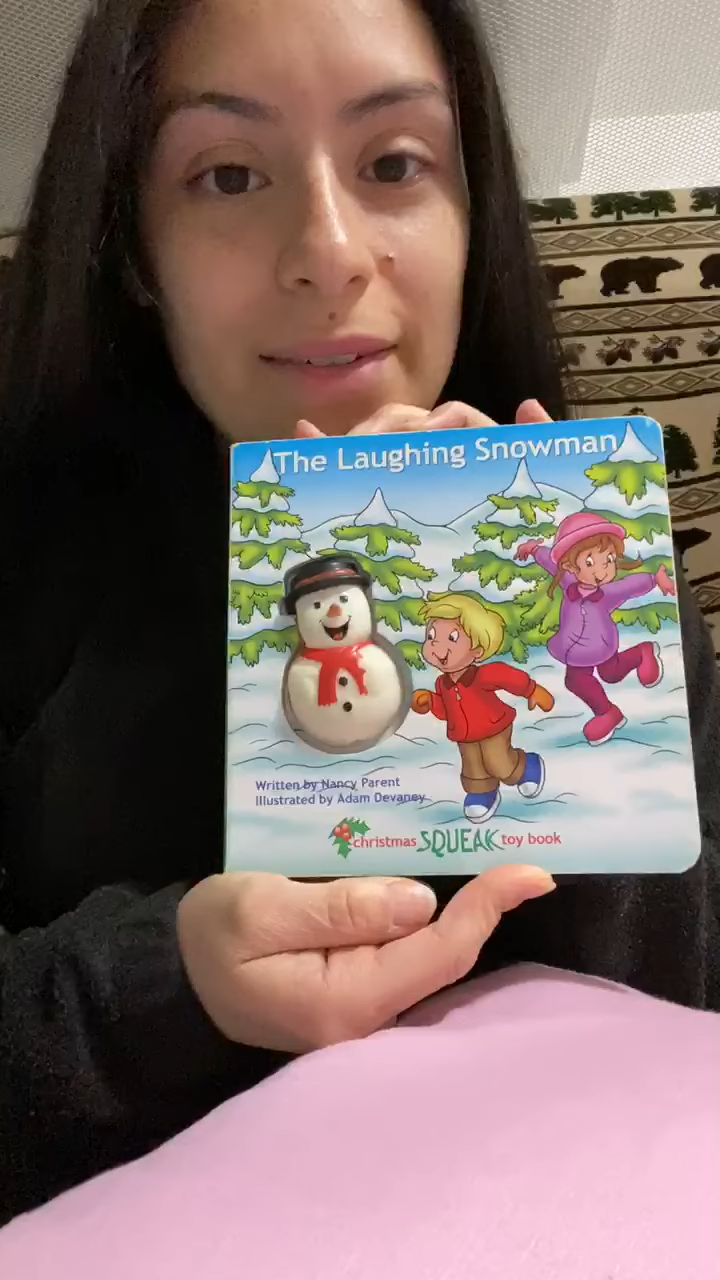 The Laughing Snowman
Written by Nancy Parent
Illustrated by Adam Devaney
christmas SQUEAK toy book